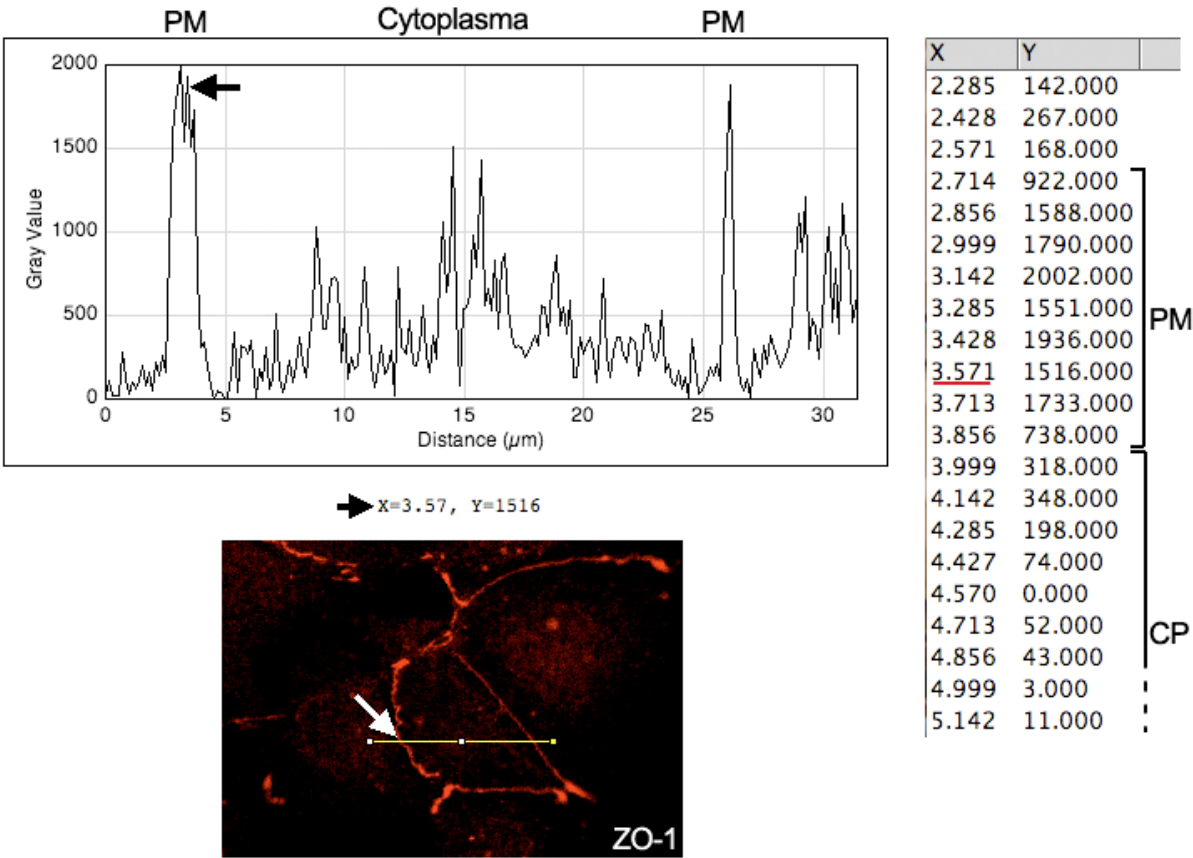 PM Cytoplasma PM
2000
1500
1000
500
0
Gray Value
0 5 10 15 20 25 30
Distance (µm)
X=3.57, Y=1516
ZO-1
X Y
2.285 142.000
2.428 267.000
2.571 168.000
2.714 922.000
2.856 1588.000
2.999 1790.000
3.142 2002.000
3.285 1551.000
PM
3.428 1936.000
3.571 1516.000
3.713 1733.000
3.856 738.000
3.999 318.000
4.142 348.000
4.285 198.000
4.427 74.000
4.570 0.000
4.713 52.000
CP
4.856 43.000
4.999 3.000
5.142 11.000